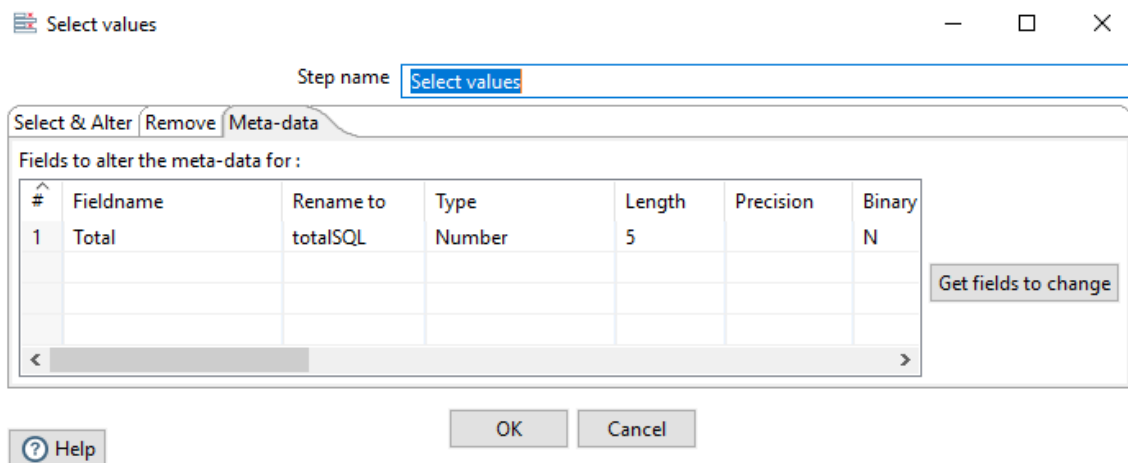 Select values
Step name Select values
Select & Alter Remove Meta-data
Fields to alter the meta-data for :
# Fieldname Rename to Type Length Precision Binary
1 Total totalSQL Number 5 N
Get fields to change
OK Cancel
Help